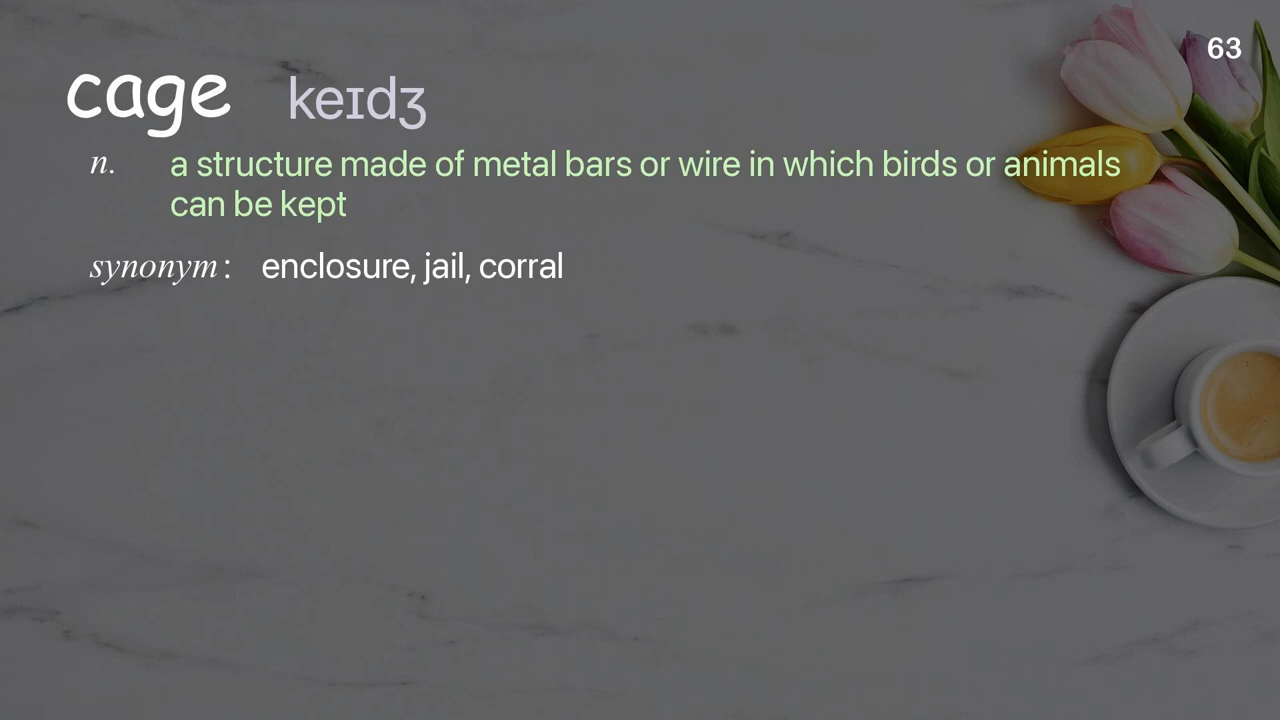 63
cage keɪdʒ
n. a structure made of metal bars or wire in which birds or animals
can be kept
synonym: enclosure, jail, corral